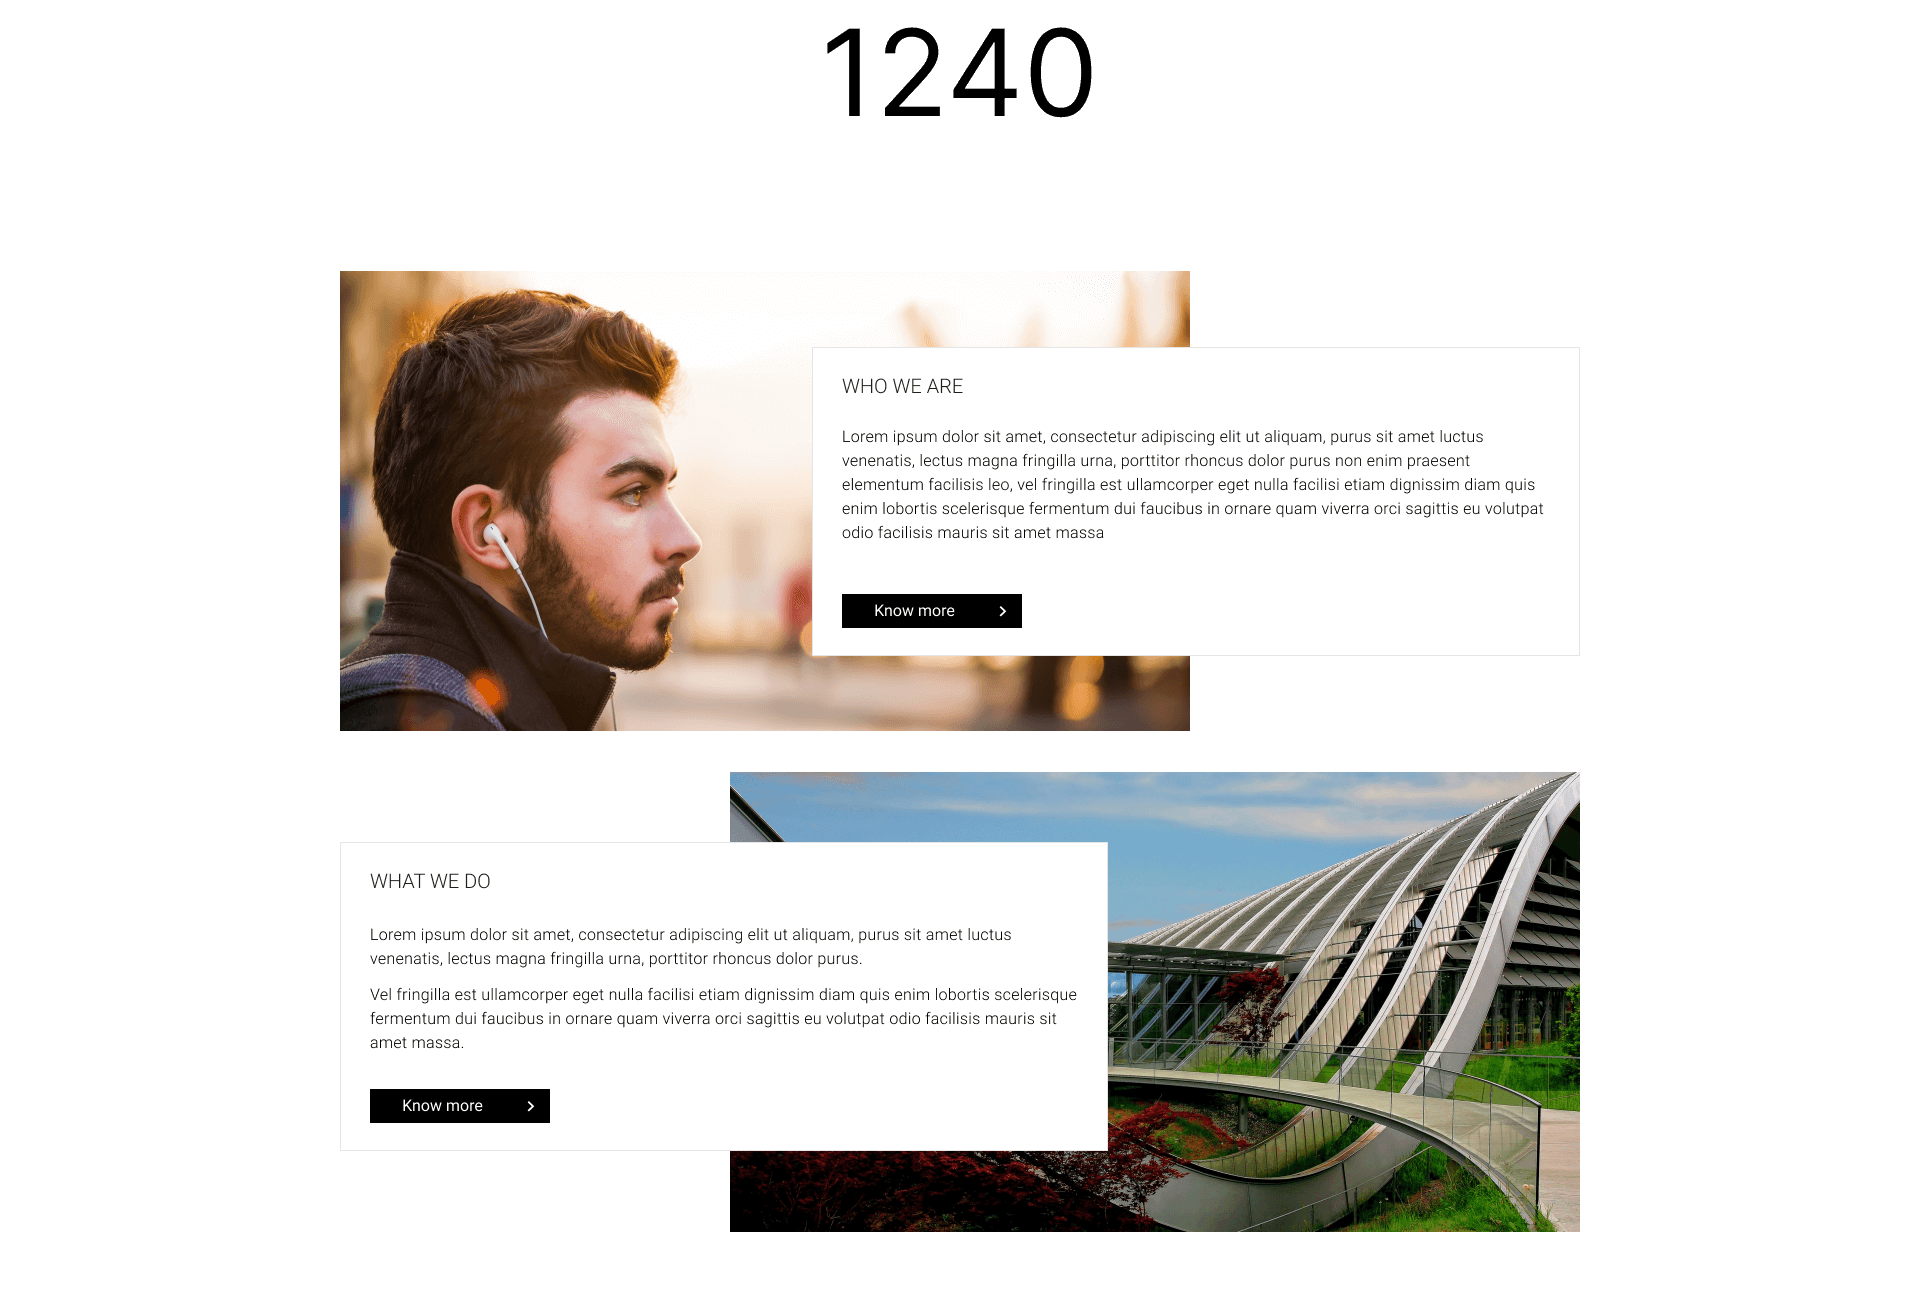 1240
WHO WE ARE
Lorem ipsum dolor sit amet, consectetur adipiscing elit ut aliquam, purus sit amet luctus
venenatis, lectus magna fringilla urna, porttitor rhoncus dolor purus non enim praesent
elementum facilisis leo, vel fringilla est ullamcorper eget nulla facilisi etiam dignissim diam quis
enim lobortis scelerisque fermentum dui faucibus in ornare quam viverra orci sagittis eu volutpat
odio facilisis mauris sit amet massa
Know more
WHAT WE DO
Lorem ipsum dolor sit amet, consectetur adipiscing elit ut aliquam, purus sit amet luctus
venenatis, lectus magna fringilla urna, porttitor rhoncus dolor purus.
Vel fringilla est ullamcorper eget nulla facilisi etiam dignissim diam quis enim lobortis scelerisque
fermentum dui faucibus in ornare quam viverra orci sagittis eu volutpat odio facilisis mauris sit
amet massa.
Know more